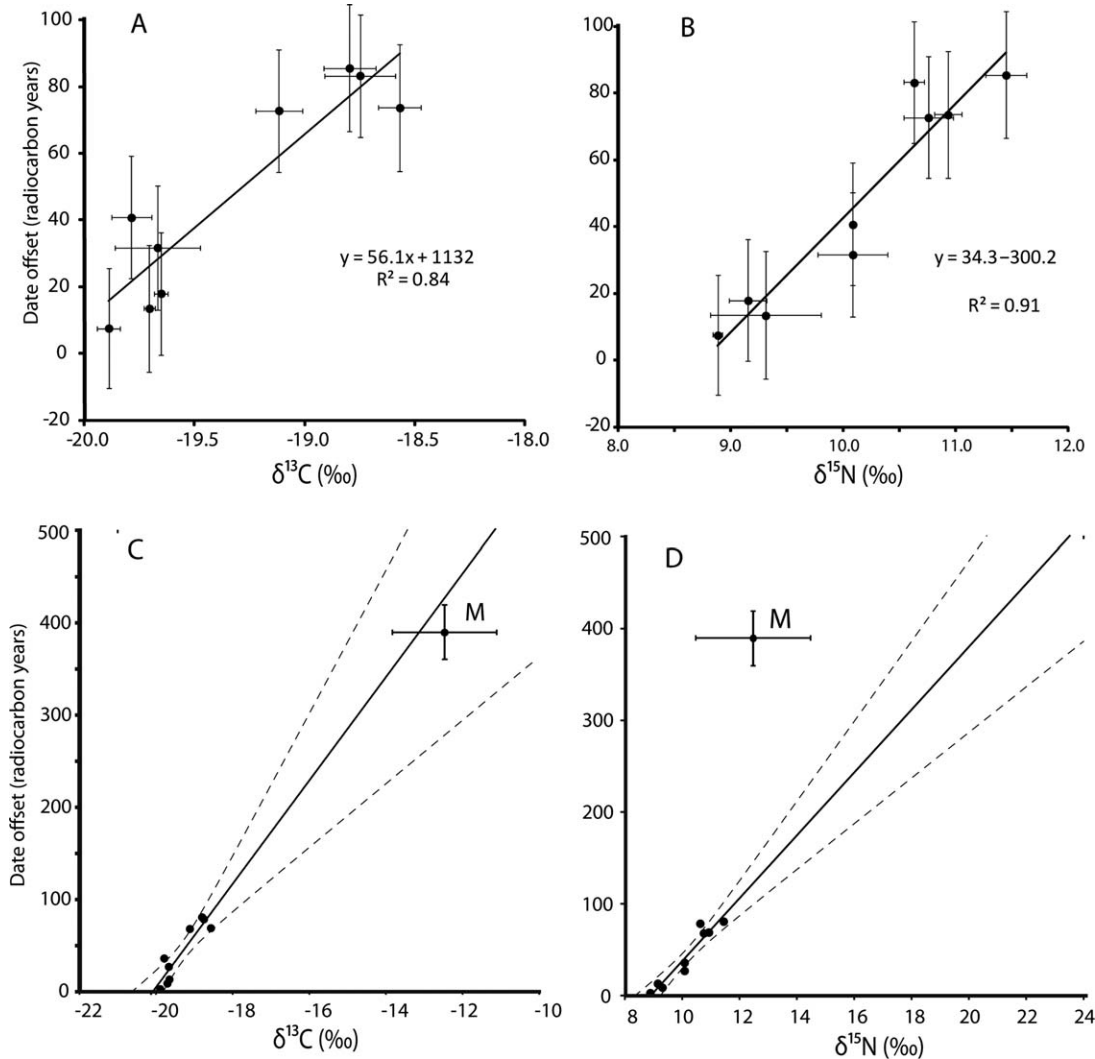 A
Date offset (radiocarbon years)
100
80
60
40
20
0
-20
y = 56.1x + 1132
R² = 0.84
-20.0 -19.5 -19.0 -18.5 -18.0
δ¹³C (‰)
B
100
80
60
40
20
0
-20
y = 34.3–300.2
R² = 0.91
8.0 9.0 10.0 11.0 12.0
δ¹⁵N (‰)
C
Date offset (radiocarbon years)
500
400
300
200
100
0
M
-22 -20 -18 -16 -14 -12 -10
δ¹³C (‰)
D
500
400
300
200
100
0
M
8 10 12 14 16 18 20 22 24
δ¹⁵N (‰)